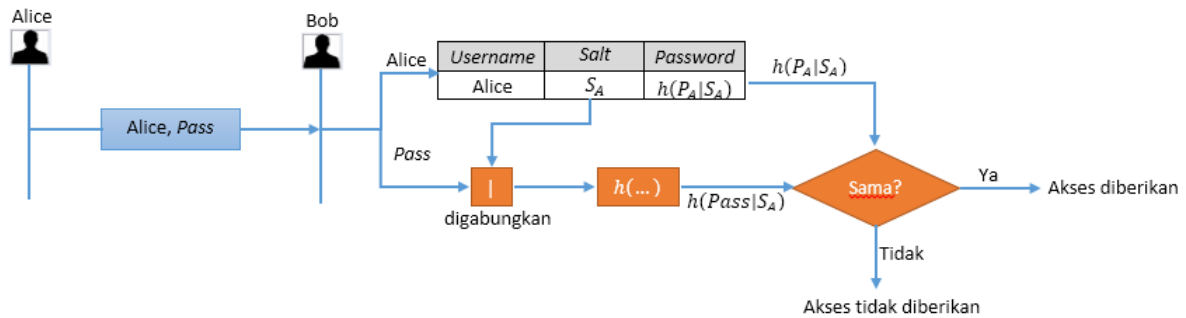 Alice
Bob
Alice, Pass
Alice
Username Salt Password
Alice S_A h(P_A|S_A)
h(P_A|S_A)
Pass
|
digabungkan
h(...)
h(Pass|S_A)
Sama?
Ya
Akses diberikan
Tidak
Akses tidak diberikan